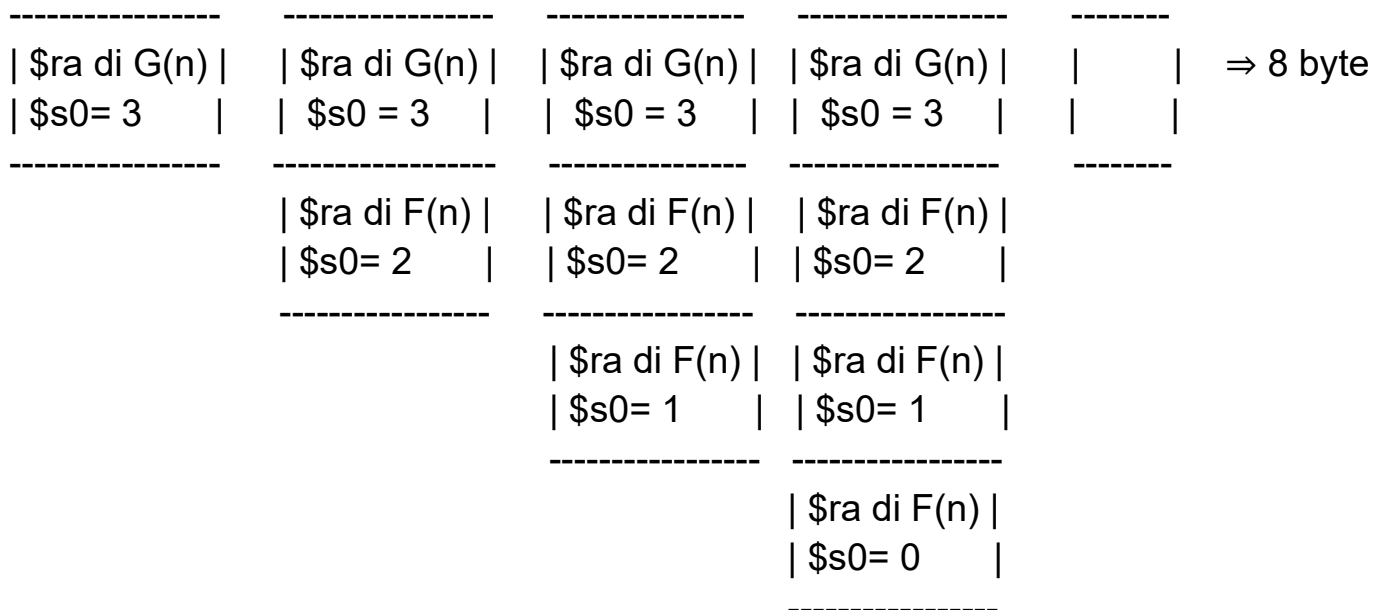 ----------------- ----------------- ---------------- ----------------- --------
| $ra di G(n) | | $ra di G(n) | | $ra di G(n) | | $ra di G(n) | | | ⇒ 8 byte
| $s0= 3 | | $s0 = 3 | | $s0 = 3 | | $s0 = 3 | | |
----------------- ------------------ ---------------- ----------------- --------
| $ra di F(n) | | $ra di F(n) | | $ra di F(n) |
| $s0= 2 | | $s0= 2 | | $s0= 2 |
----------------- ----------------- -----------------
| $ra di F(n) | | $ra di F(n) |
| $s0= 1 | | $s0= 1 |
----------------- -----------------
| $ra di F(n) |
| $s0= 0 |
-----------------